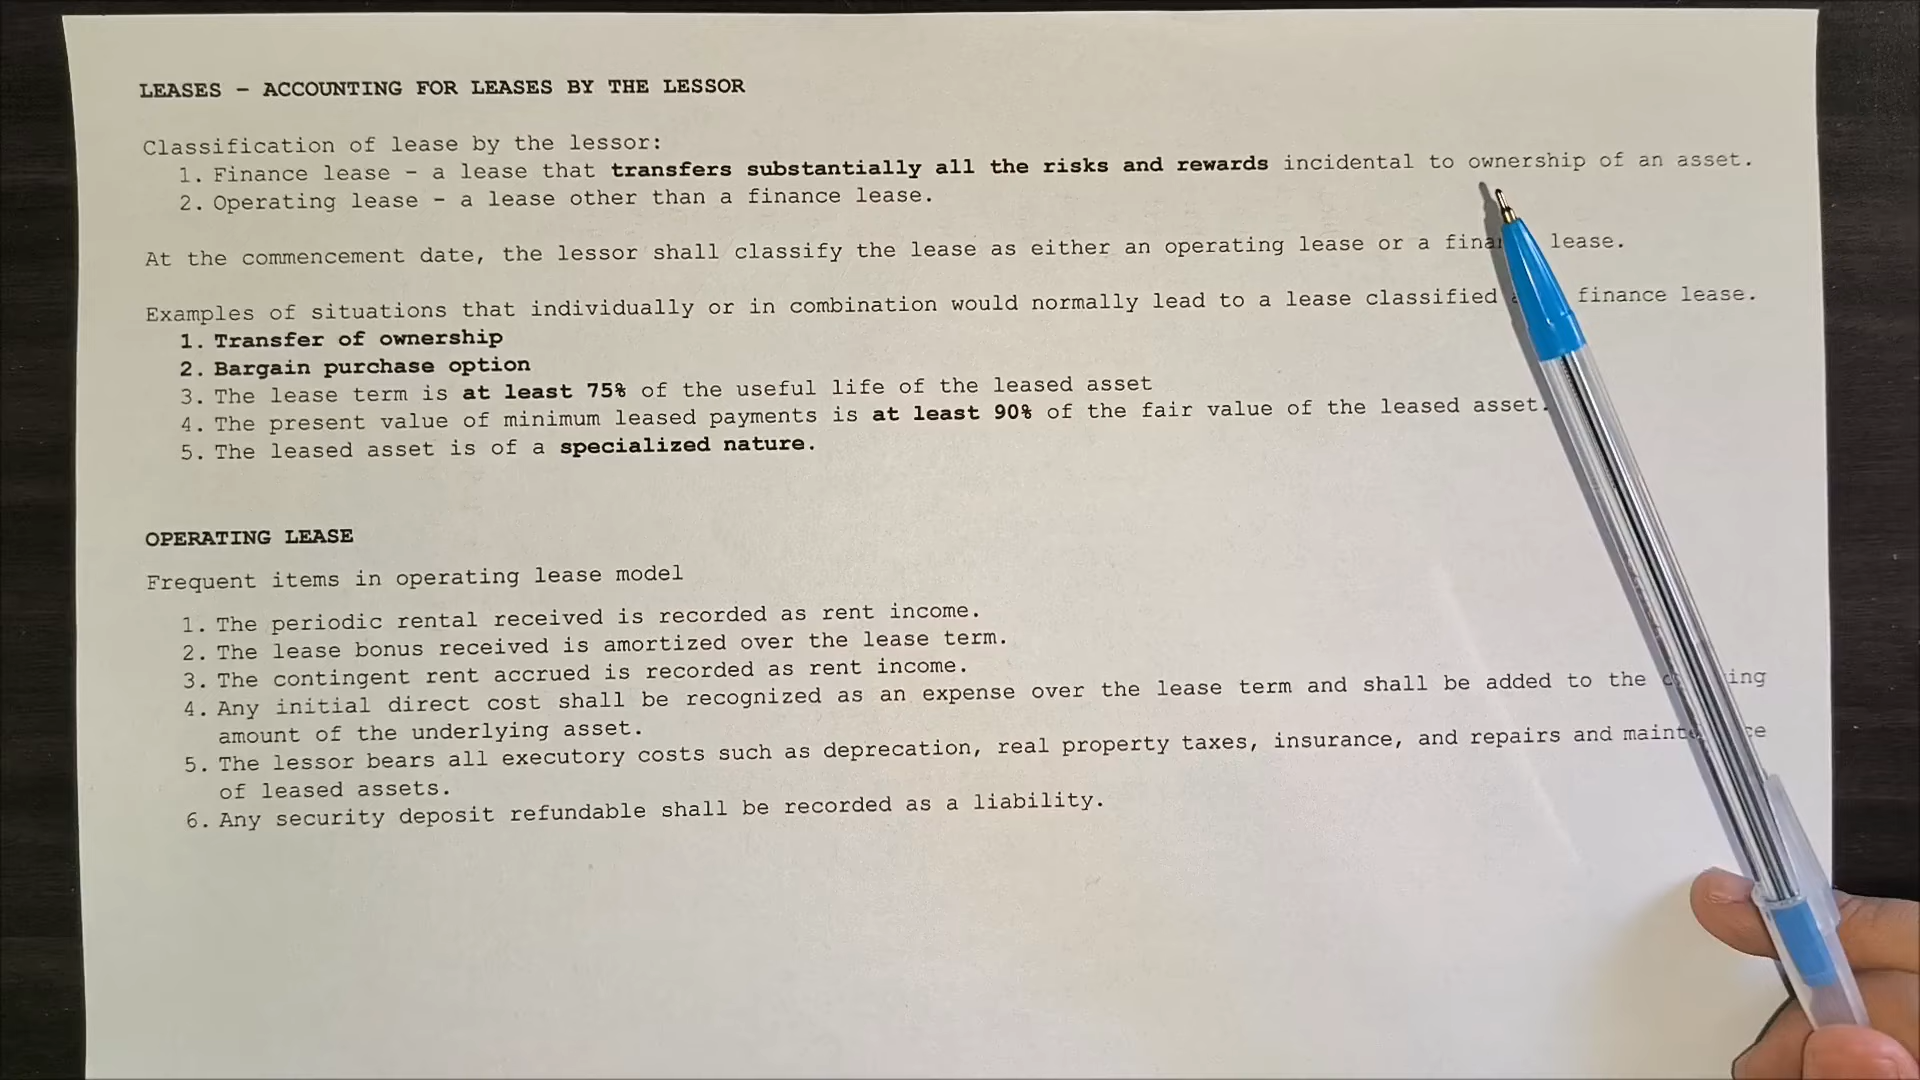 LEASES – ACCOUNTING FOR LEASES BY THE LESSOR
Classification of lease by the lessor:
1. Finance lease – a lease that transfers substantially all the risks and rewards incidental to ownership of an asset.
2. Operating lease – a lease other than a finance lease.
At the commencement date, the lessor shall classify the lease as either an operating lease or a lease.
Examples of situations that individually or in combination would normally lead to a lease classified finance lease.
1. Transfer of ownership
2. Bargain purchase option
3. The lease term is at least 75% of the useful life of the leased asset
4. The present value of minimum leased payments is at least 90% of the fair value of the leased asset.
5. The leased asset is of a specialized nature.
OPERATING LEASE
Frequent items in operating lease model
1. The periodic rental received is recorded as rent income.
2. The lease bonus received is amortized over the lease term.
3. The contingent rent accrued is recorded as rent income.
4. Any initial direct cost shall be recognized as an expense over the lease term and shall be added to the
amount of the underlying asset.
5. The lessor bears all executory costs such as deprecation, real property taxes, insurance, and repairs and
of leased assets.
6. Any security deposit refundable shall be recorded as a liability.